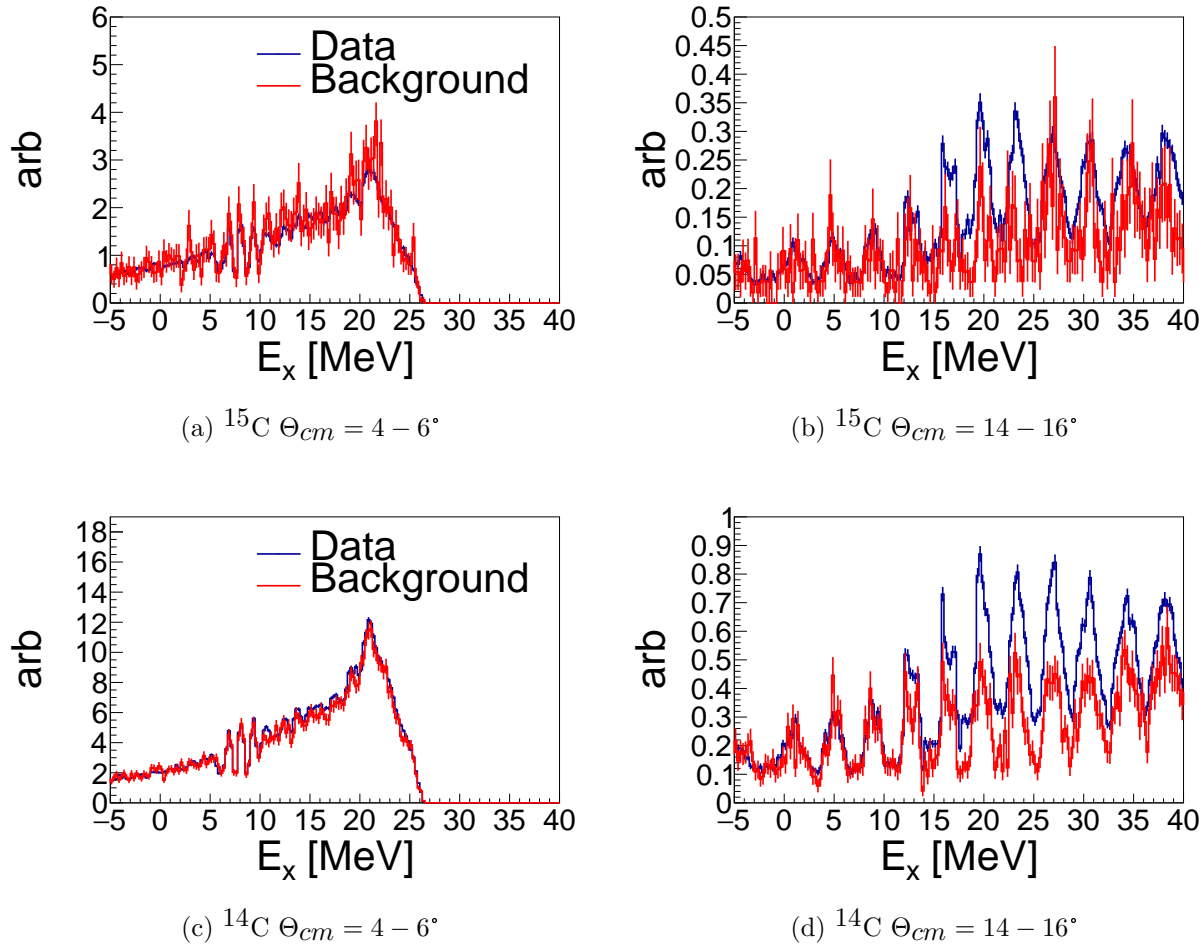 6
5
4
3
2
1
0
arb
Data
Background
−5 0 5 10 15 20 25 30 35 40
E_x [MeV]
(a) ¹⁵C Θcm = 4 − 6°
0.5
0.45
0.4
0.35
0.3
0.25
0.2
0.15
0.1
0.05
0
arb
−5 0 5 10 15 20 25 30 35 40
E_x [MeV]
(b) ¹⁵C Θcm = 14 − 16°
18
16
14
12
10
8
6
4
2
0
arb
Data
Background
−5 0 5 10 15 20 25 30 35 40
E_x [MeV]
(c) ¹⁴C Θcm = 4 − 6°
1
0.9
0.8
0.7
0.6
0.5
0.4
0.3
0.2
0.1
0
arb
−5 0 5 10 15 20 25 30 35 40
E_x [MeV]
(d) ¹⁴C Θcm = 14 − 16°